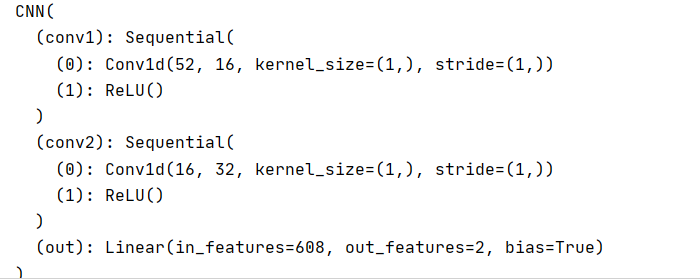 CNN(
(conv1): Sequential(
(0): Conv1d(52, 16, kernel_size=(1,), stride=(1,))
(1): ReLU()
)
(conv2): Sequential(
(0): Conv1d(16, 32, kernel_size=(1,), stride=(1,))
(1): ReLU()
)
(out): Linear(in_features=608, out_features=2, bias=True)
)